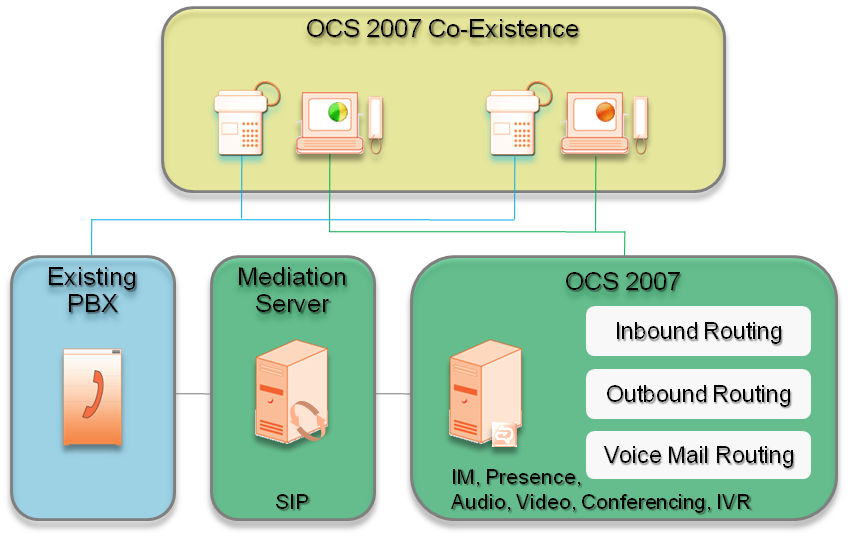 OCS 2007 Co-Existence
Existing
PBX
Mediation
Server
SIP
OCS 2007
Inbound Routing
Outbound Routing
Voice Mail Routing
IM, Presence,
Audio, Video, Conferencing, IVR